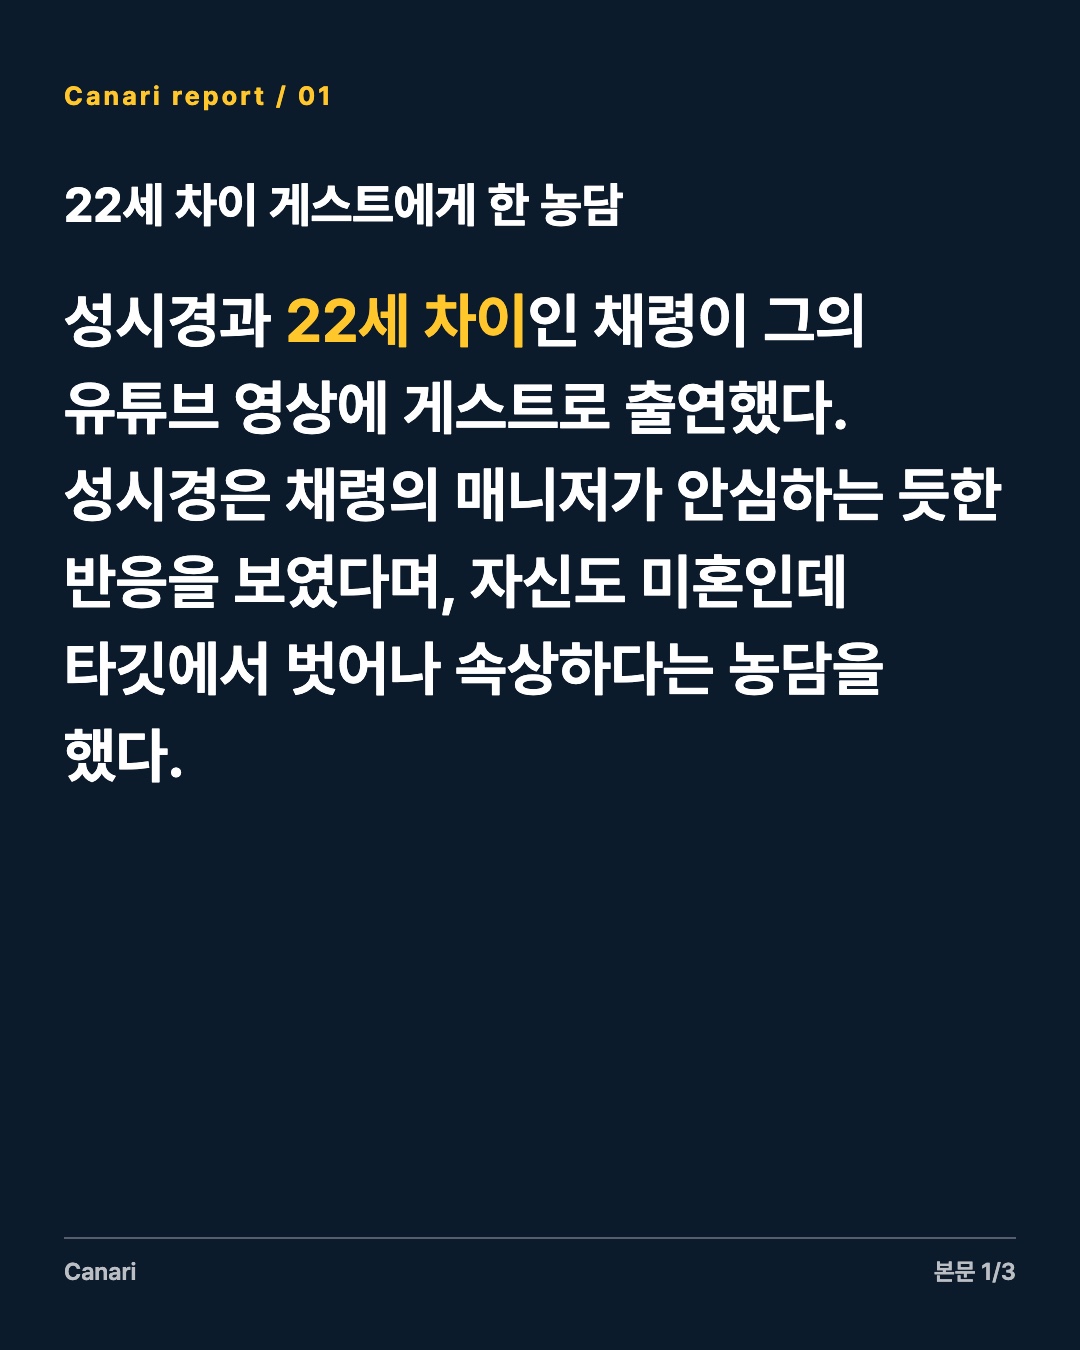 Canari report / 01
22세 차이 게스트에게 한 농담
성시경과 22세 차이인 채령이 그의
유튜브 영상에 게스트로 출연했다.
성시경은 채령의 매니저가 안심하는 듯한
반응을 보였다며, 자신도 미혼인데
타깃에서 벗어나 속상하다는 농담을
했다.
Canari
본문 1/3